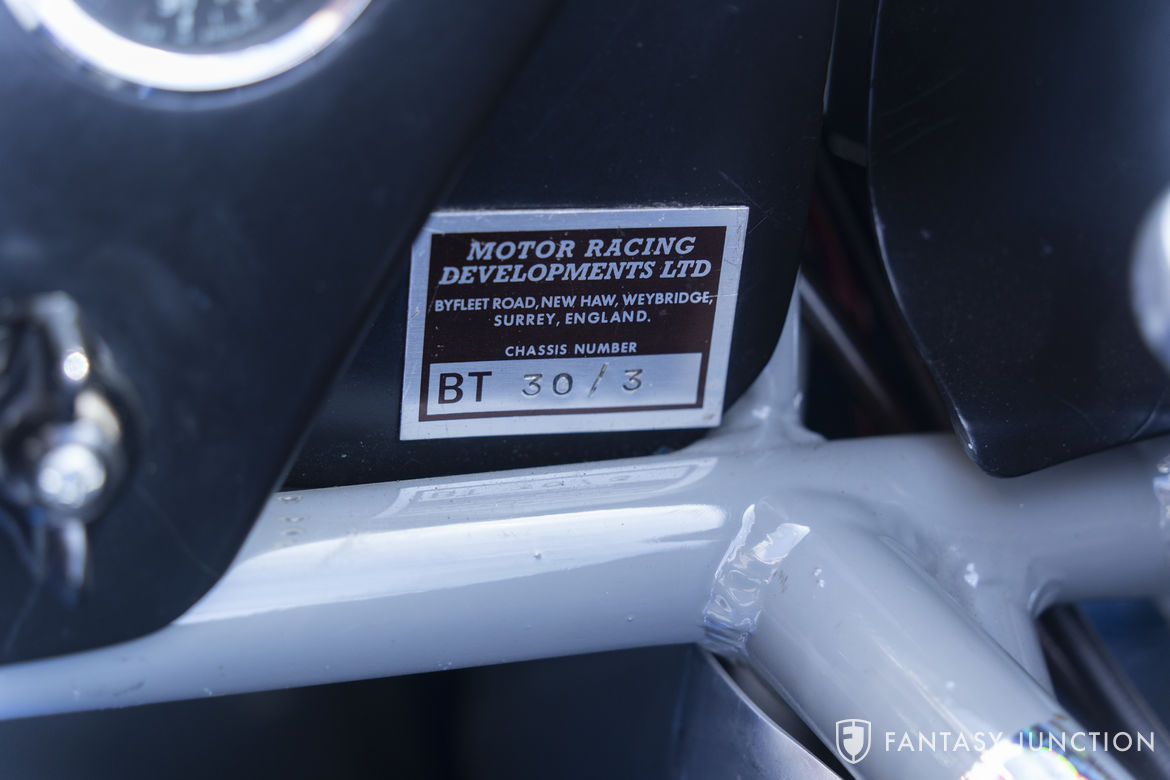 MOTOR RACING
DEVELOPMENTS LTD
BYFLEET ROAD, NEW HAW, WEYBRIDGE,
SURREY, ENGLAND.
CHASSIS NUMBER
BT 30/3
FANTASY JUNCTION